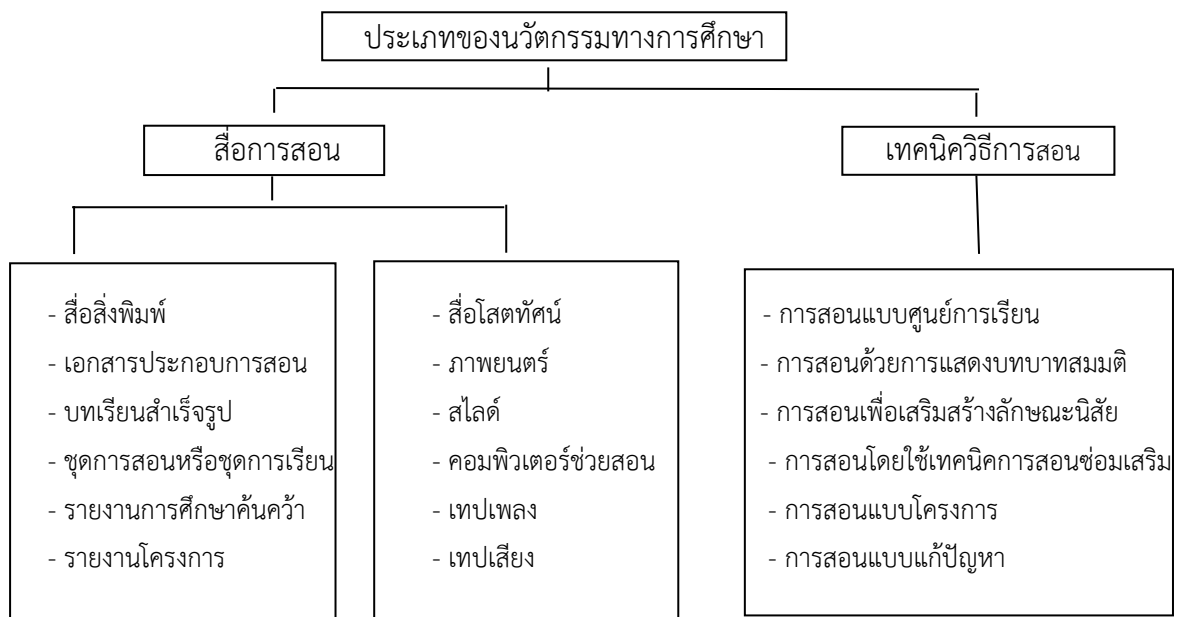 ประเภทของนวัตกรรมทางการศึกษา
สื่อการสอน
เทคนิควิธีการสอน
- สื่อสิ่งพิมพ์
- เอกสารประกอบการสอน
- บทเรียนสำเร็จรูป
- ชุดการสอนหรือชุดการเรียน
- รายงานการศึกษาค้นคว้า
- รายงานโครงการ
- สื่อโสตทัศน์
- ภาพยนตร์
- สไลด์
- คอมพิวเตอร์ช่วยสอน
- เทปเพลง
- เทปเสียง
- การสอนแบบศูนย์การเรียน
- การสอนด้วยการแสดงบทบาทสมมติ
- การสอนเพื่อเสริมสร้างลักษณะนิสัย
- การสอนโดยใช้เทคนิคการสอนซ่อมเสริม
- การสอนแบบโครงการ
- การสอนแบบแก้ปัญหา